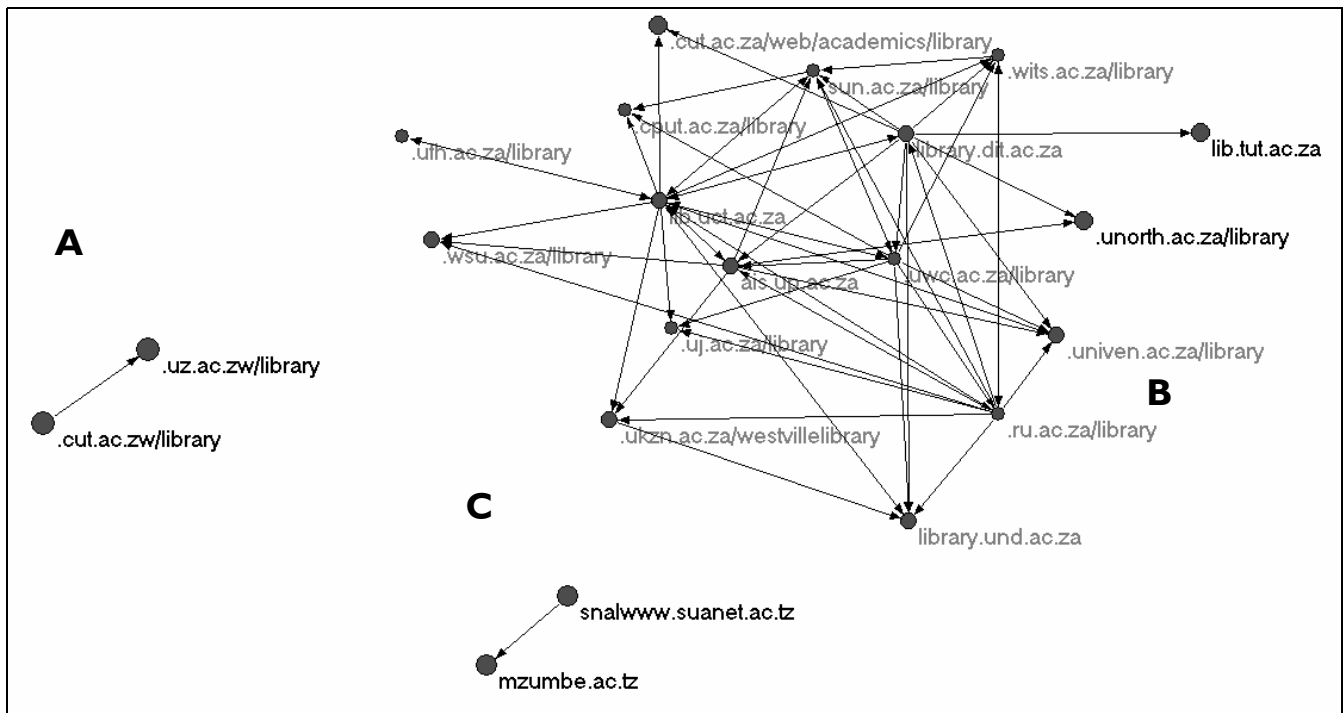 .cut.ac.za/web/academics/library
.wits.ac.za/library
sun.ac.za/library
.cput.ac.za/library
.ufh.ac.za/library
library.dit.ac.za
lib.tut.ac.za
lib.uct.ac.za
.unorth.ac.za/library
A
.wsu.ac.za/library
ais.up.ac.za
.uwc.ac.za/library
.uj.ac.za/library
.univen.ac.za/library
.uz.ac.zw/library
B
.cut.ac.zw/library
.ukzn.ac.za/westvillelibrary
.ru.ac.za/library
C
library.und.ac.za
snalwww.suanet.ac.tz
mzumbe.ac.tz